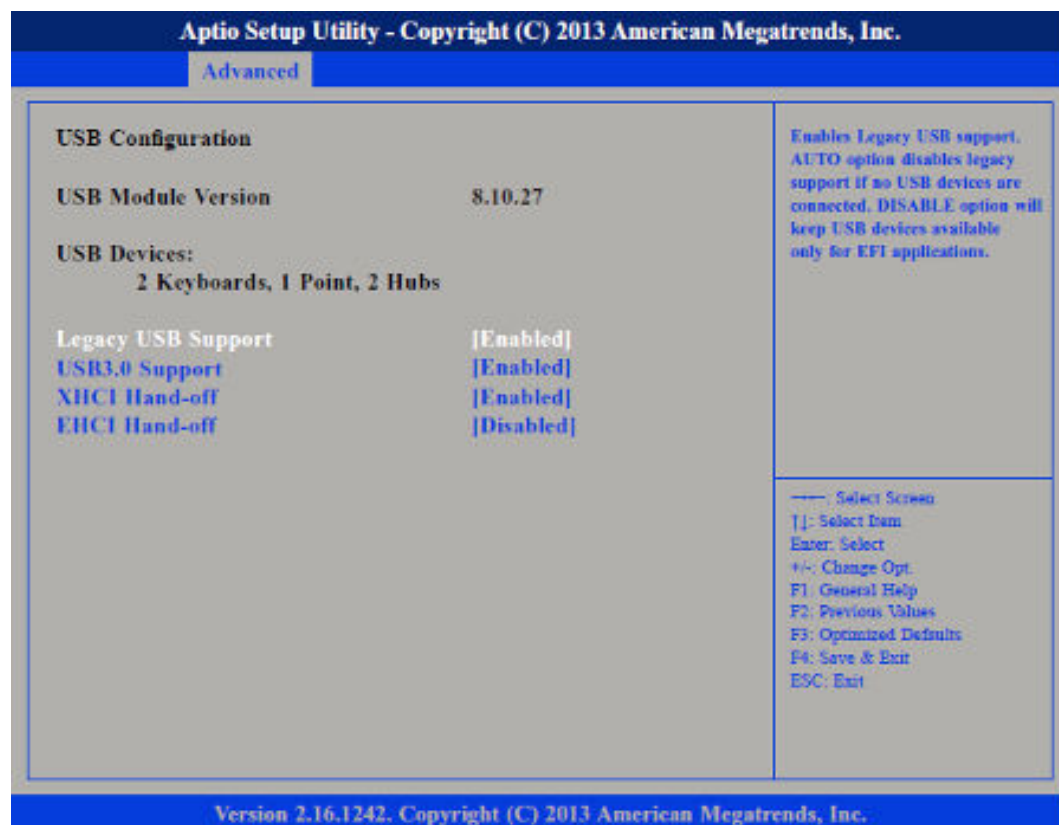 Aptio Setup Utility - Copyright (C) 2013 American Megatrends, Inc.
Advanced
USB Configuration
USB Module Version 8.10.27
USB Devices:
2 Keyboards, 1 Point, 2 Hubs
Legacy USB Support [Enabled]
USB3.0 Support [Enabled]
XHCI Hand-off [Enabled]
EHCI Hand-off [Disabled]
Enables Legacy USB support.
AUTO option disables legacy
support if no USB devices are
connected. DISABLE option will
keep USB devices available
only for EFI applications.
→←: Select Screen
↑↓: Select Item
Enter: Select
+/-: Change Opt.
F1: General Help
F2: Previous Values
F3: Optimized Defaults
F4: Save & Exit
ESC: Exit
Version 2.16.1242. Copyright (C) 2013 American Megatrends, Inc.